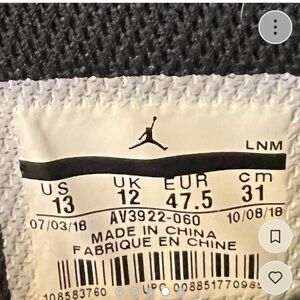 LNM
US UK EUR cm
13 12 47.5 31
07/03/18 AV3922-060 10/08/18
MADE IN CHINA
FABRIQUE EN CHINE
108583760